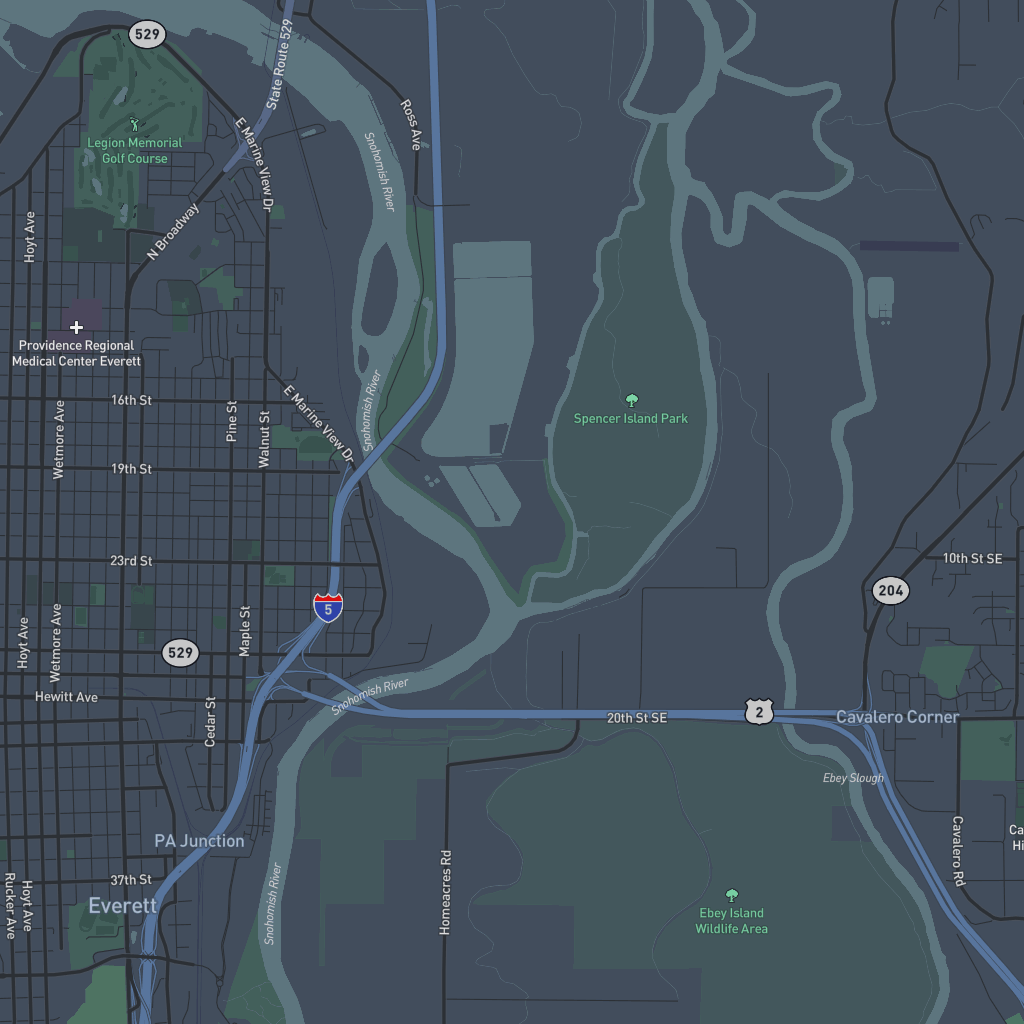 529
State Route 529
Ross Ave
E Marine View Dr
Legion Memorial
Golf Course
Snohomish River
Hoyt Ave
N Broadway
Providence Regional
Medical Center Everett
16th St
Pine St
Walnut St
E Marine View Dr
Snohomish River
Spencer Island Park
Wetmore Ave
19th St
23rd St
10th St SE
204
5
Hoyt Ave
Wetmore Ave
Maple St
529
Hewitt Ave
Cedar St
Snohomish River
20th St SE
2
Cavalero Corner
Ebey Slough
PA Junction
Cavalero Rd
Ca
Hi
37th St
Rucker Ave
Hoyt Ave
Everett
Snohomish River
Homeacres Rd
Ebey Island
Wildlife Area